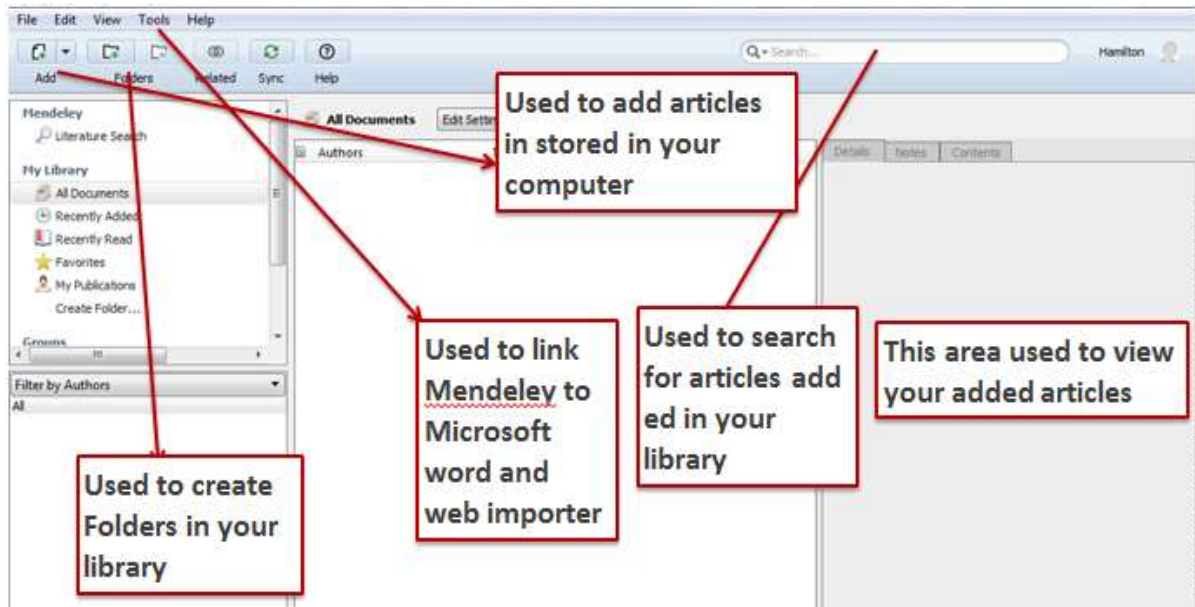 File Edit View Tools Help
Search...
Hamilton
Add Folders Related Sync Help
Mendeley
Literature Search
My Library
All Documents
Recently Added
Recently Read
Favorites
My Publications
Create Folder...
Groups
Filter by Authors
All
All Documents Edit Settin
Authors
Details Notes Contents
Used to add articles
in stored in your
computer
Used to link
Mendeley to
Microsoft
word and
web importer
Used to search
for articles add
ed in your
library
This area used to view
your added articles
Used to create
Folders in your
library